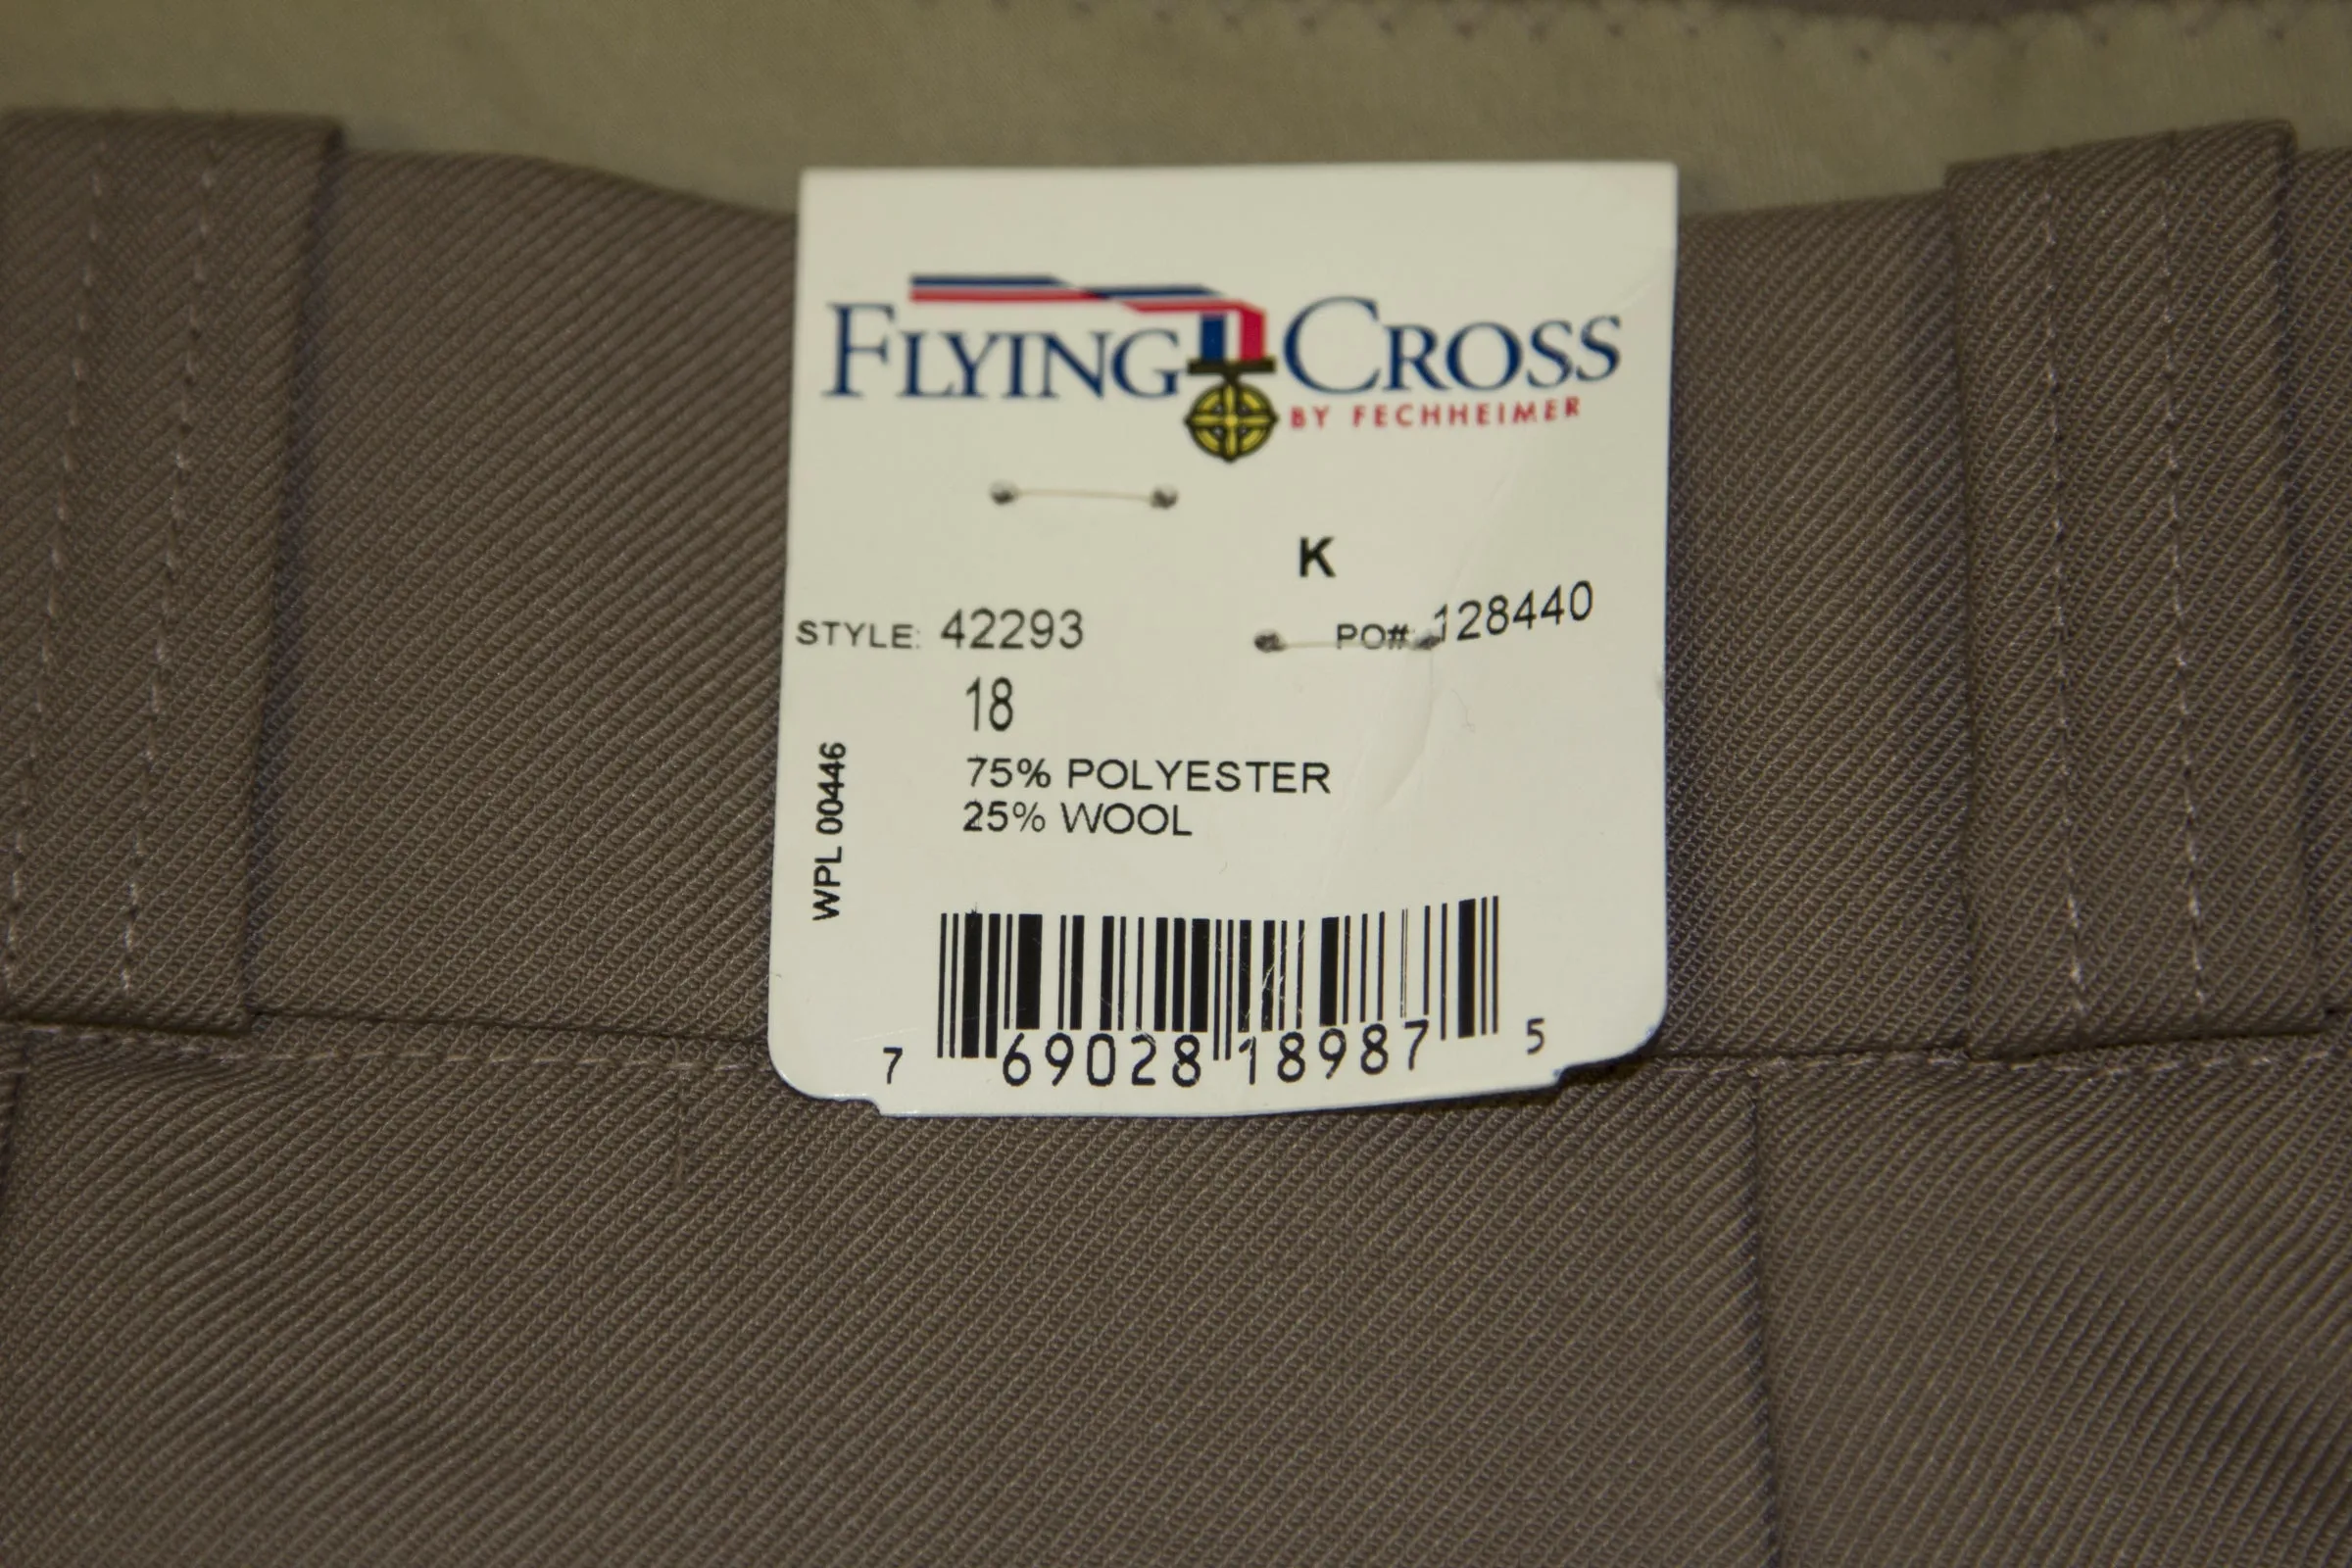 FLYING CROSS
BY FECHHEIMER
K
STYLE: 42293 PO#: 128440
18
75% POLYESTER
25% WOOL
WPL 00446
7 69028 18987 5